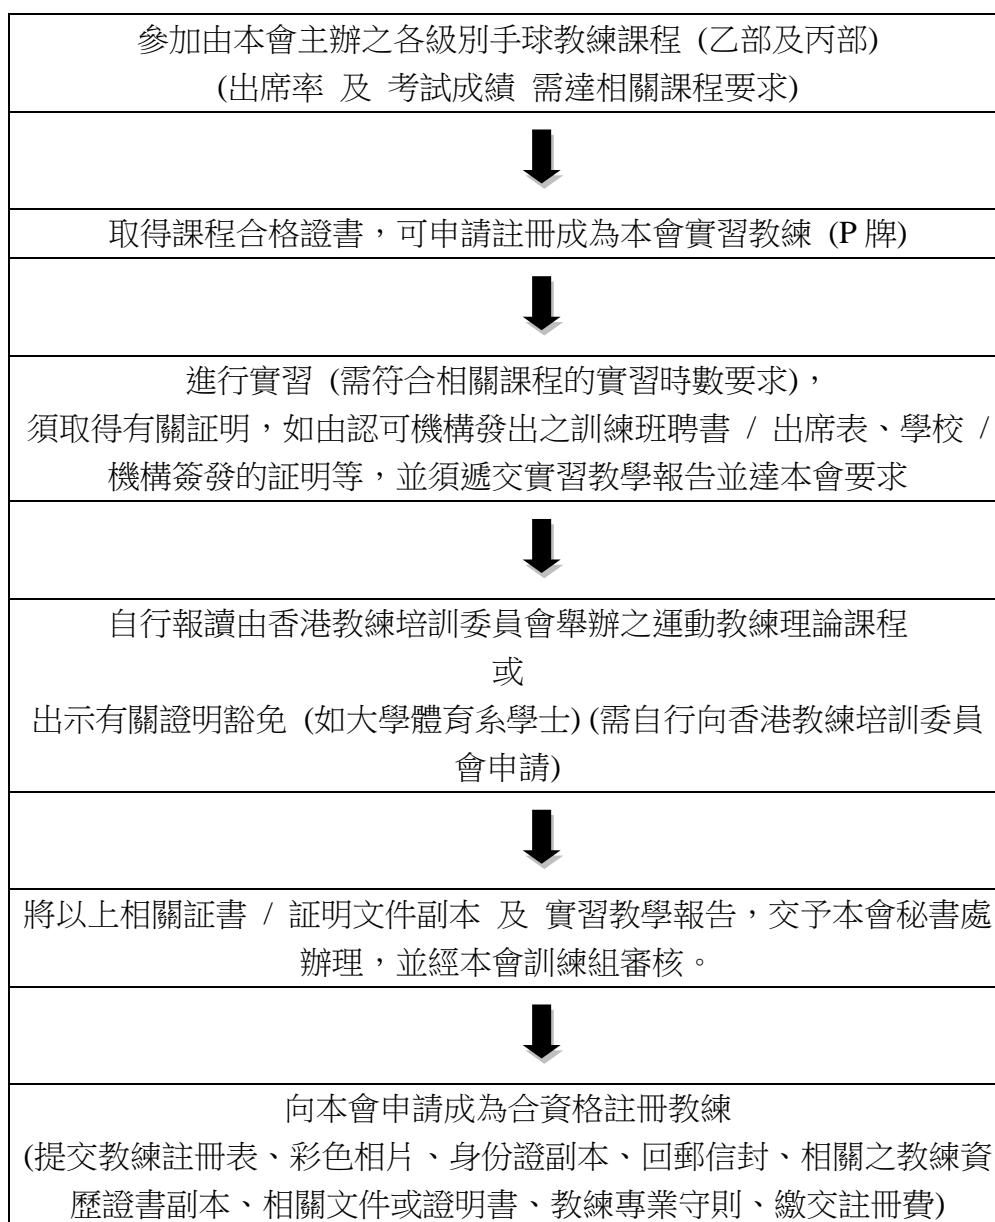 參加由本會主辦之各級別手球教練課程 (乙部及丙部)
(出席率 及 考試成績 需達相關課程要求)
取得課程合格證書，可申請註冊成為本會實習教練 (P 牌)
進行實習 (需符合相關課程的實習時數要求)，
須取得有關証明，如由認可機構發出之訓練班聘書 / 出席表、學校 /
機構簽發的証明等，並須遞交實習教學報告並達本會要求
自行報讀由香港教練培訓委員會舉辦之運動教練理論課程
或
出示有關證明豁免 (如大學體育系學士) (需自行向香港教練培訓委員
會申請)
將以上相關証書 / 証明文件副本 及 實習教學報告，交予本會秘書處
辦理，並經本會訓練組審核。
向本會申請成為合資格註冊教練
(提交教練註冊表、彩色相片、身份證副本、回郵信封、相關之教練資
歷證書副本、相關文件或證明書、教練專業守則、繳交註冊費)